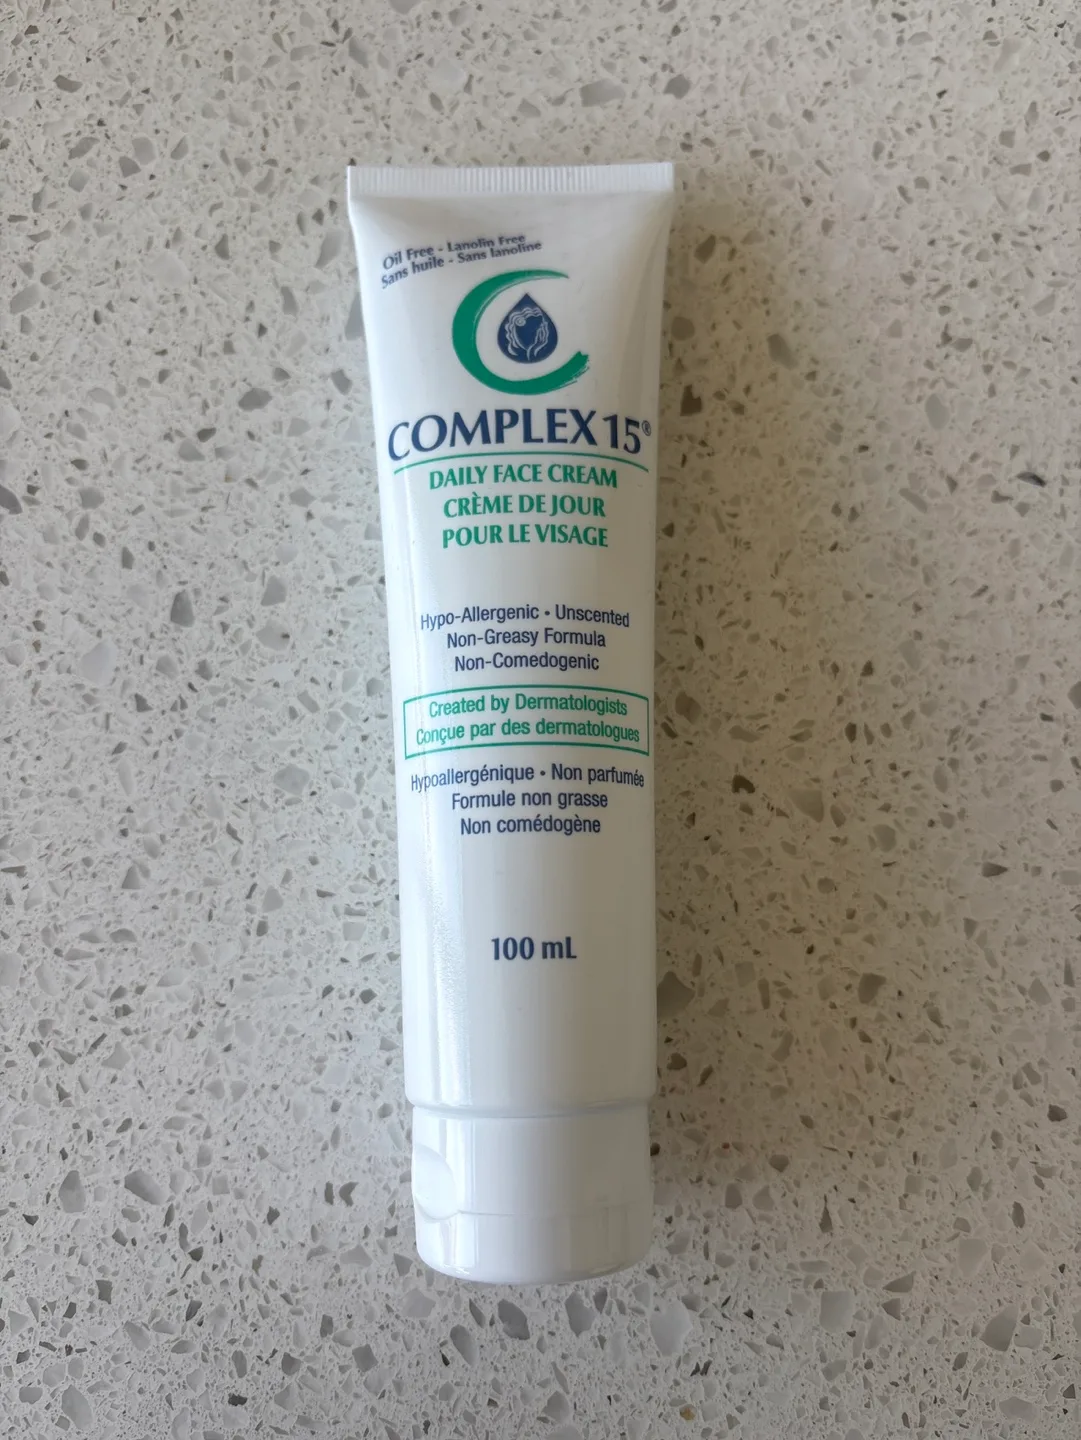 Oil Free - Lanolin Free
Sans huile - Sans lanoline
COMPLEX 15®
DAILY FACE CREAM
CRÈME DE JOUR
POUR LE VISAGE
Hypo-Allergenic • Unscented
Non-Greasy Formula
Non-Comedogenic
Created by Dermatologists
Conçue par des dermatologues
Hypoallergénique • Non parfumée
Formule non grasse
Non comédogène
100 mL